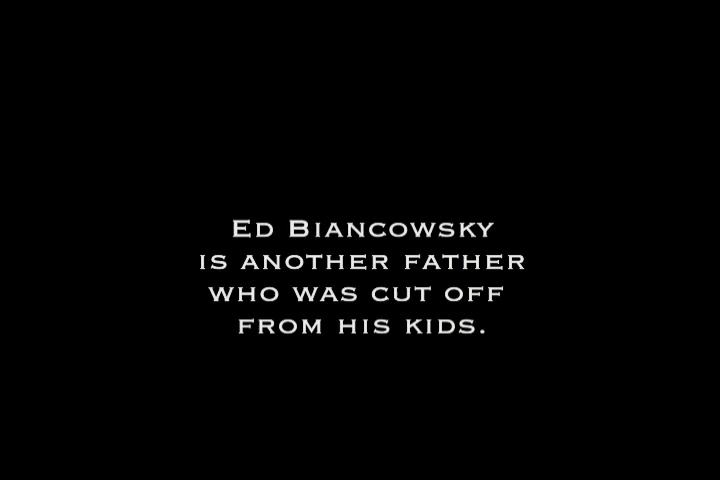 Ed Biancowsky
is another father
who was cut off
from his kids.